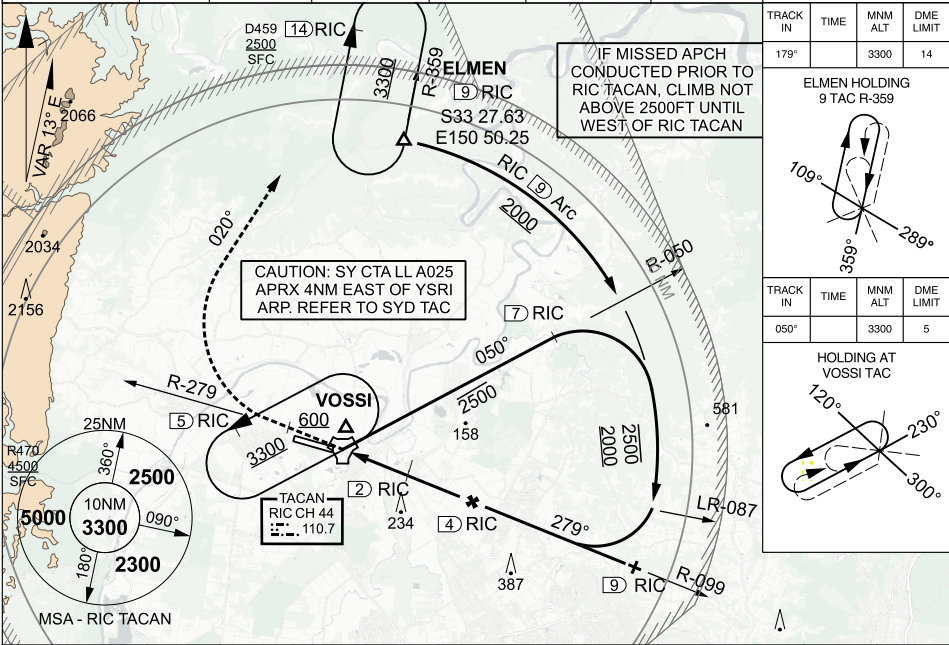 D459
2500
SFC
14 RIC
3300
R-359
ELMEN
9 RIC
S33 27.63
E150 50.25
IF MISSED APCH
CONDUCTED PRIOR TO
RIC TACAN, CLIMB NOT
ABOVE 2500FT UNTIL
WEST OF RIC TACAN
VAR 13° E
2066
2034
2156
020°
RIC 9 Arc
2000
CAUTION: SY CTA LL A025
APRX 4NM EAST OF YSRI
ARP. REFER TO SYD TAC
R-050
NM
7 RIC
050°
2500
R-279
5 RIC
VOSSI
600
3300
158
2500
2000
581
R470
4500
SFC
25NM
360°
2500
5000
10NM
3300
090°
180°
2300
MSA - RIC TACAN
TACAN
RIC CH 44
110.7
2 RIC
234
4 RIC
279°
387
9 RIC
R-099
LR-087
TRACK IN TIME MNM ALT DME LIMIT
179° 3300 14
ELMEN HOLDING
9 TAC R-359
109°
289°
359°
TRACK IN TIME MNM ALT DME LIMIT
050° 3300 5
HOLDING AT
VOSSI TAC
120°
230°
300°